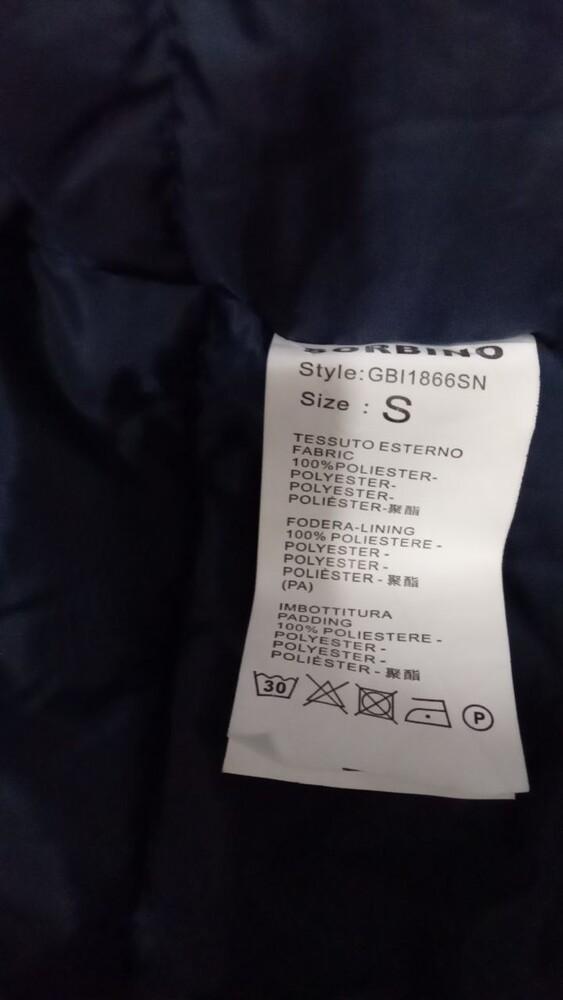 SORBINO
Style:GBI1866SN
Size : S
TESSUTO ESTERNO
FABRIC
100%POLIESTER-
POLYESTER-
POLYESTER-
POLIÉSTER-聚酯
FODERA-LINING
100% POLIESTERE -
POLYESTER -
POLYESTER -
POLIÉSTER - 聚酯
(PA)
IMBOTTITURA
PADDING
100% POLIESTERE -
POLYESTER -
POLYESTER -
POLIÉSTER - 聚酯
30
P